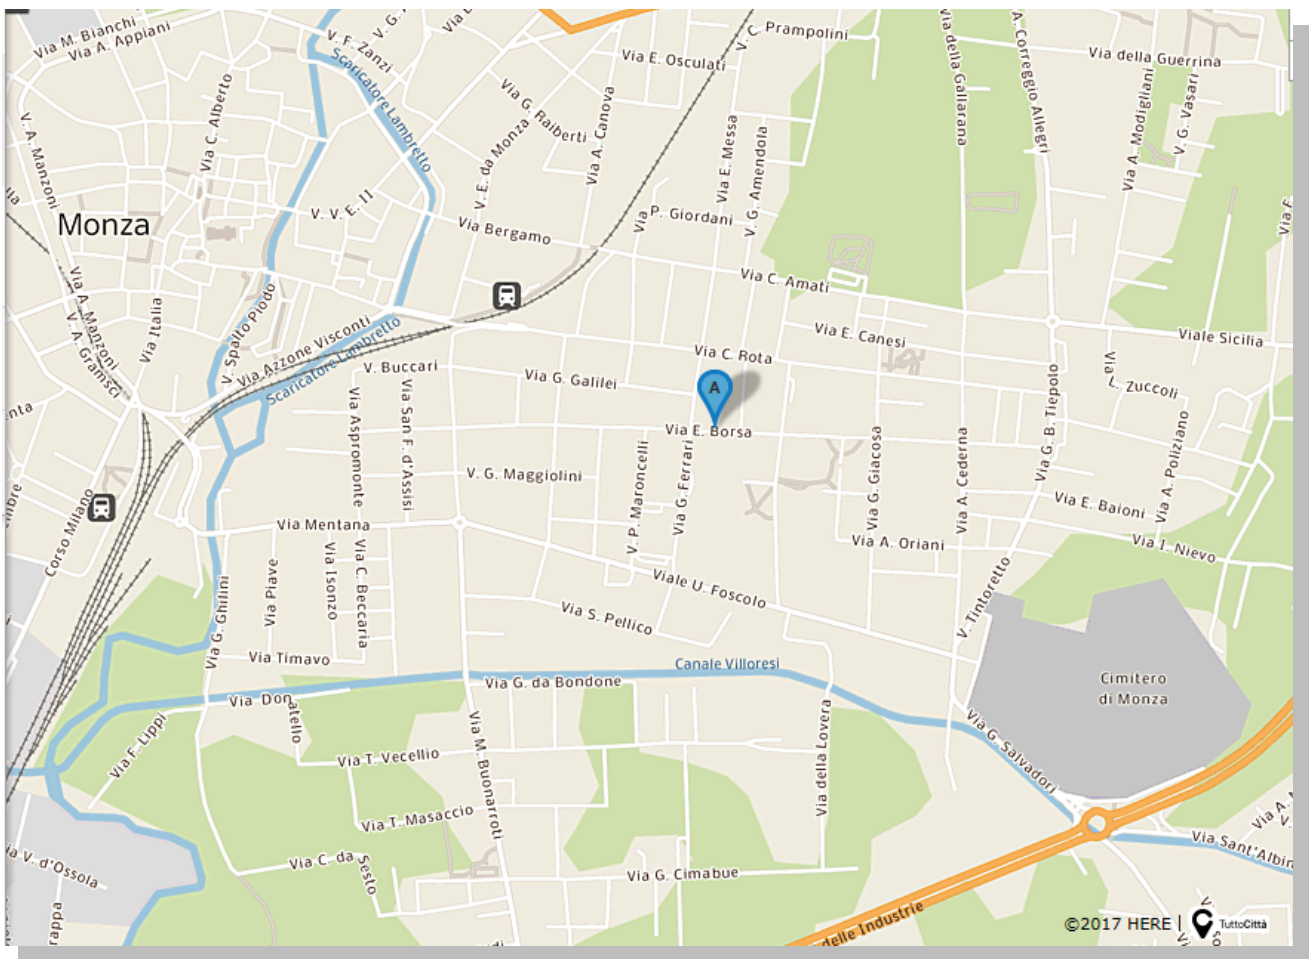 Via M. Bianchi
Via A. Appiani
V. F. Zanzi
V. G.
Via E. Osculati
V. C. Prampolini
Via della Gallarana
A. Correggio Allegri
Via della Guerrina
Scaricatore Lambretto
Via G. Raiberti
Via A. Canova
Via A. Modigliani
V. G. Vasari
V. A. Manzoni
Via C. Alberto
V. E. da Monza
Via E. Messa
V. G. Amendola
V. V. E. II
Via P. Giordani
Monza
Via Bergamo
Via C. Amati
Via A. Manzoni
V. A. Gramsci
Via Italia
V. Spalto Piodo
Via Azzone Visconti
Scaricatore Lambretto
Via E. Canesi
Viale Sicilia
Via C. Rota
V. Buccari
Via G. Galilei
A
Via L. Zuccoli
Via G. B. Tiepolo
Via Aspromonte
Via San F. d'Assisi
Via E. Borsa
Via A. Poliziano
V. G. Maggiolini
V. P. Maroncelli
Via G. Ferrari
Via G. Giacosa
Via A. Cederna
Via E. Baioni
Corso Milano
Via Mentana
Via A. Oriani
Via I. Nievo
Via G. Ghilini
Via Piave
Via Isonzo
Via C. Beccaria
Viale U. Foscolo
Via S. Pellico
V. Tintoretto
Via Timavo
Canale Villoresi
Cimitero
di Monza
Via G. da Bondone
Via Donatello
Via F. Lippi
Via T. Vecellio
Via M. Buonarroti
Via della Lovera
Via G. Salvadori
Via T. Masaccio
Via Sant'Albin
V. d'Ossola
Via C. da Sesto
Via G. Cimabue
delle Industrie
©2017 HERE | TuttoCittà